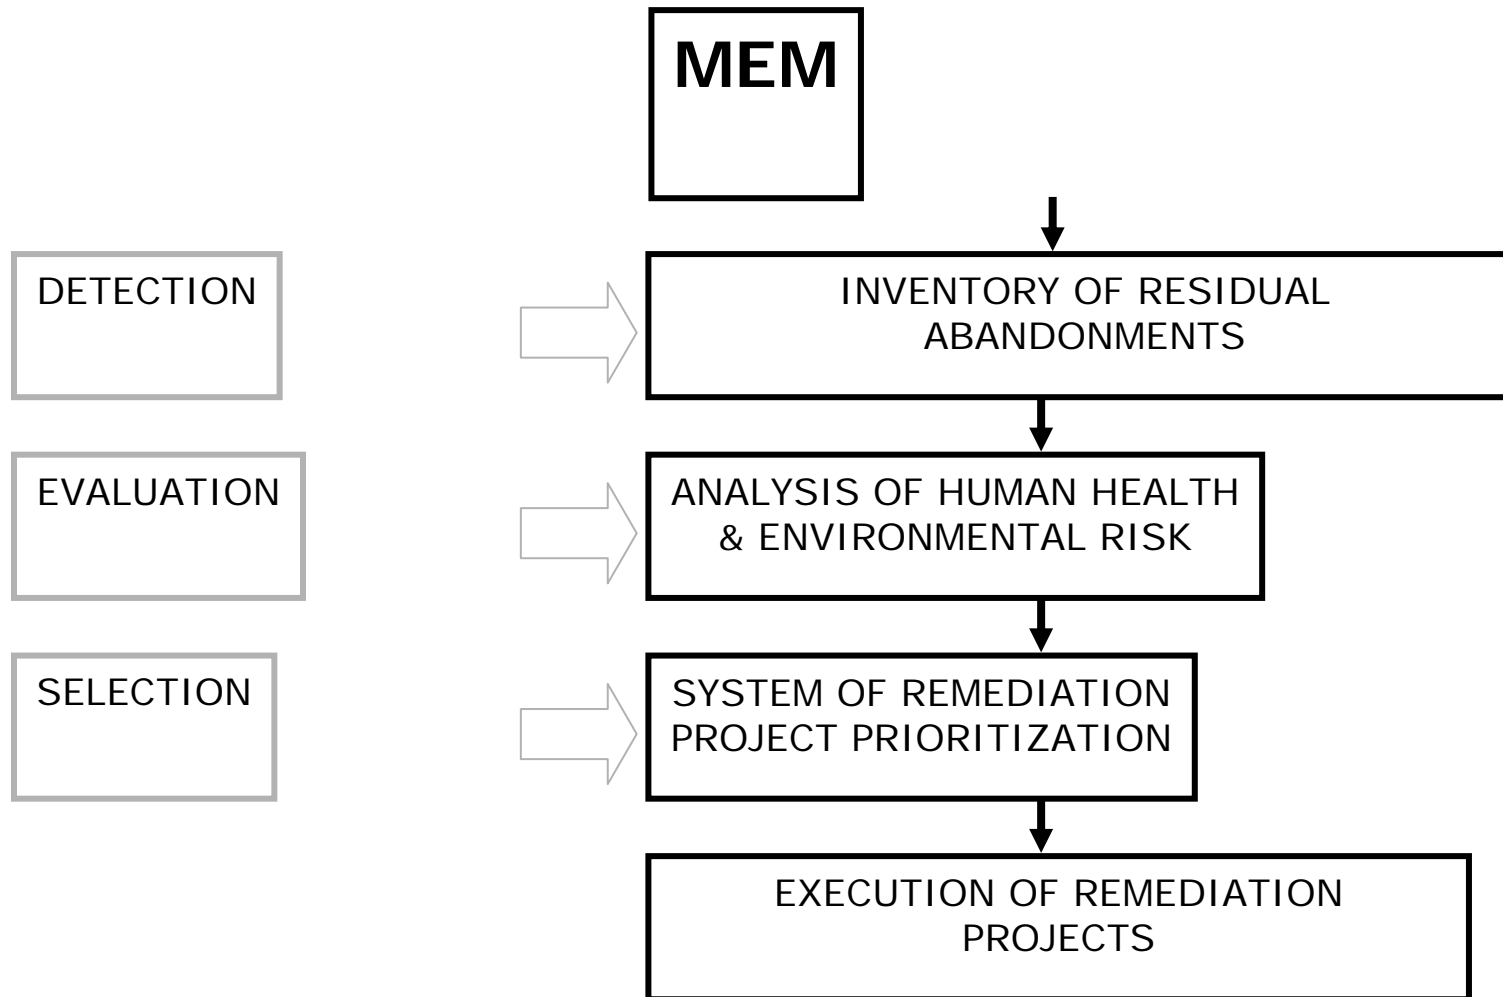 MEM
DETECTION
INVENTORY OF RESIDUAL
ABANDONMENTS
EVALUATION
ANALYSIS OF HUMAN HEALTH
& ENVIRONMENTAL RISK
SELECTION
SYSTEM OF REMEDIATION
PROJECT PRIORITIZATION
EXECUTION OF REMEDIATION
PROJECTS